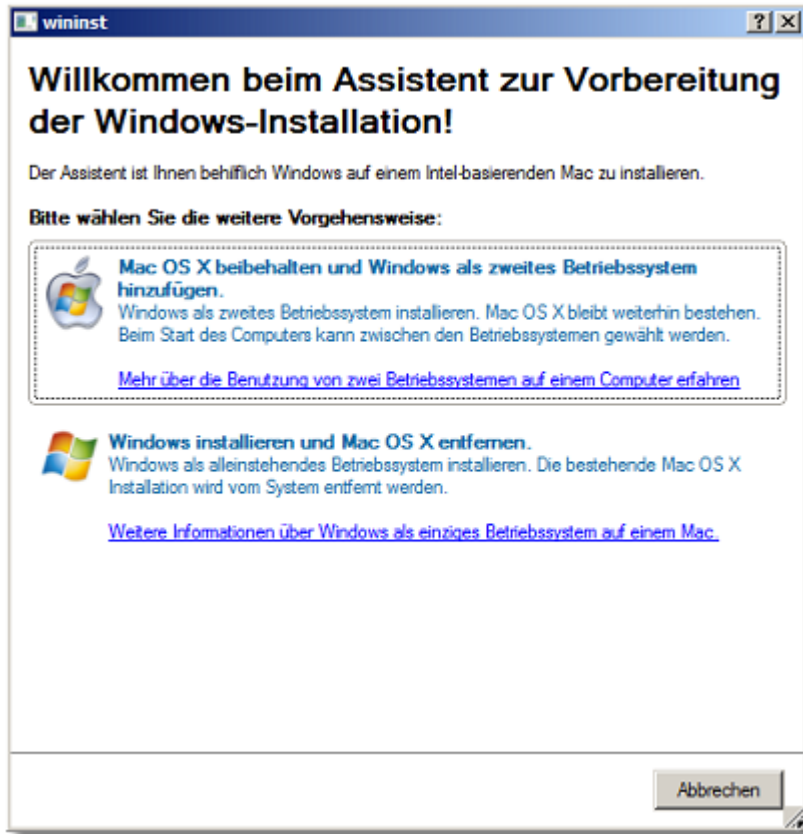 wininst
Willkommen beim Assistent zur Vorbereitung
der Windows-Installation!
Der Assistent ist Ihnen behilflich Windows auf einem Intel-basierenden Mac zu installieren.
Bitte wählen Sie die weitere Vorgehensweise:
Mac OS X beibehalten und Windows als zweites Betriebssystem
hinzufügen.
Windows als zweites Betriebssystem installieren. Mac OS X bleibt weiterhin bestehen.
Beim Start des Computers kann zwischen den Betriebssystemen gewählt werden.
Mehr über die Benutzung von zwei Betriebssystemen auf einem Computer erfahren
Windows installieren und Mac OS X entfernen.
Windows als alleinstehendes Betriebssystem installieren. Die bestehende Mac OS X
Installation wird vom System entfernt werden.
Weitere Informationen über Windows als einziges Betriebssystem auf einem Mac.
Abbrechen